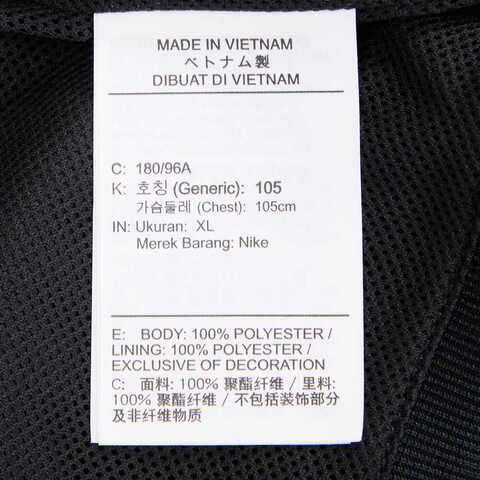 MADE IN VIETNAM
ベトナム製
DIBUAT DI VIETNAM
C: 180/96A
K: 호칭 (Generic): 105
가슴둘레 (Chest): 105cm
IN: Ukuran: XL
Merek Barang: Nike
E: BODY: 100% POLYESTER /
LINING: 100% POLYESTER /
EXCLUSIVE OF DECORATION
C: 面料: 100% 聚酯纤维 / 里料:
100% 聚酯纤维 / 不包括装饰部分
及非纤维部分